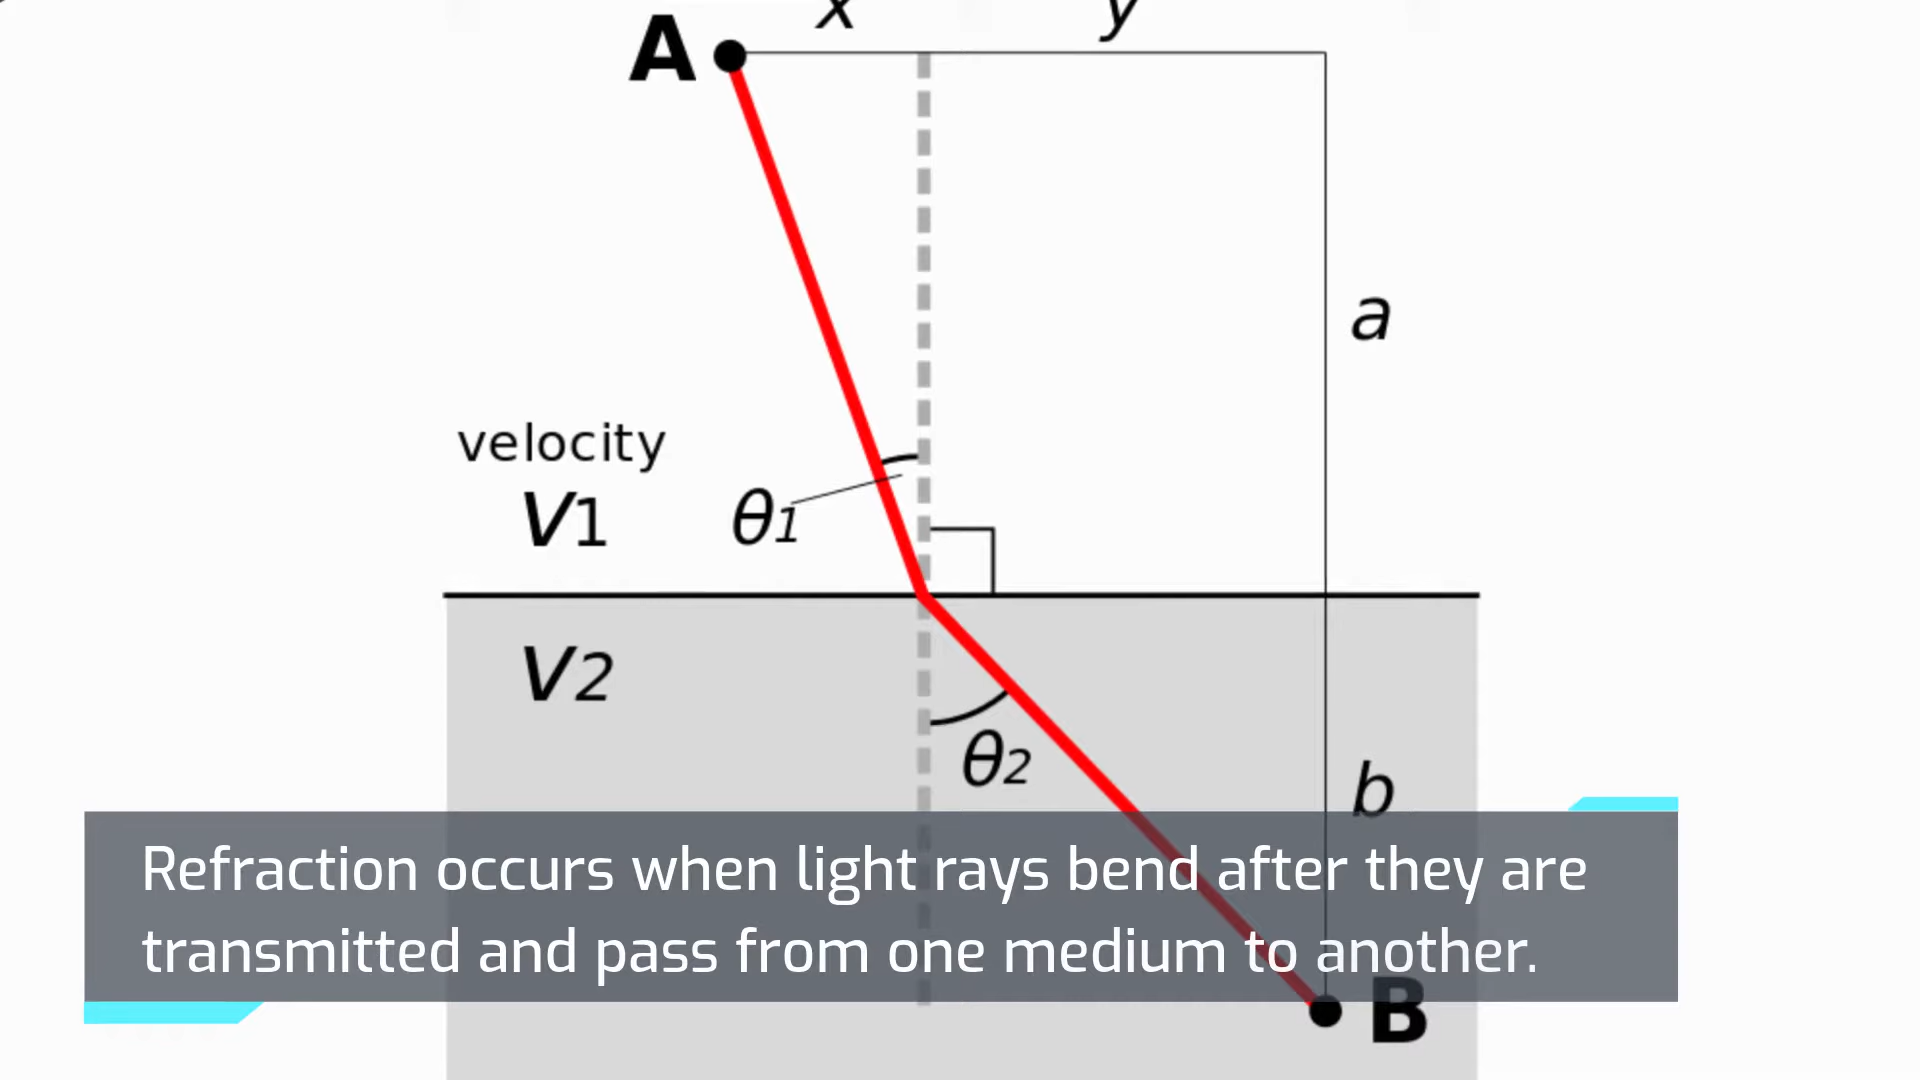 x y
A
a
velocity
V1 θ1
V2
θ2
b
Refraction occurs when light rays bend after they are
transmitted and pass from one medium to another.
B